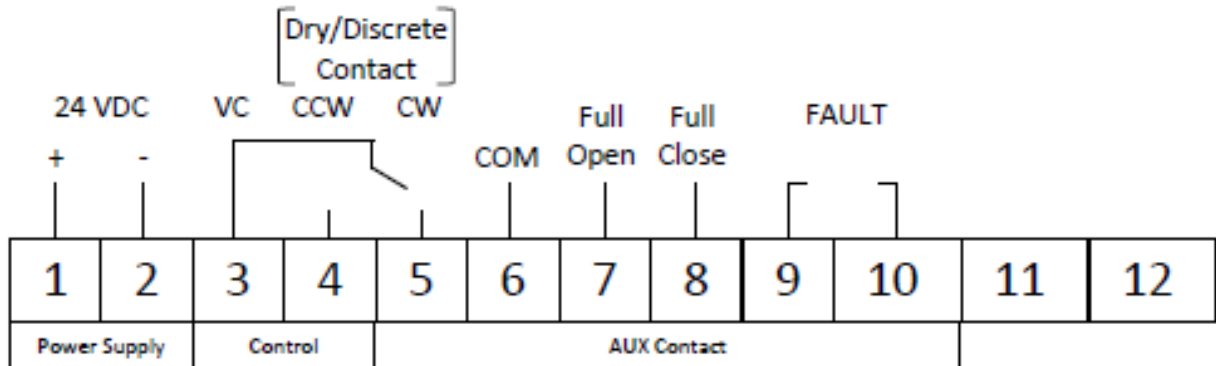 Dry/Discrete
Contact
24 VDC VC CCW CW
Full Full FAULT
+ - COM Open Close
1 2 3 4 5 6 7 8 9 10 11 12
Power Supply Control AUX Contact